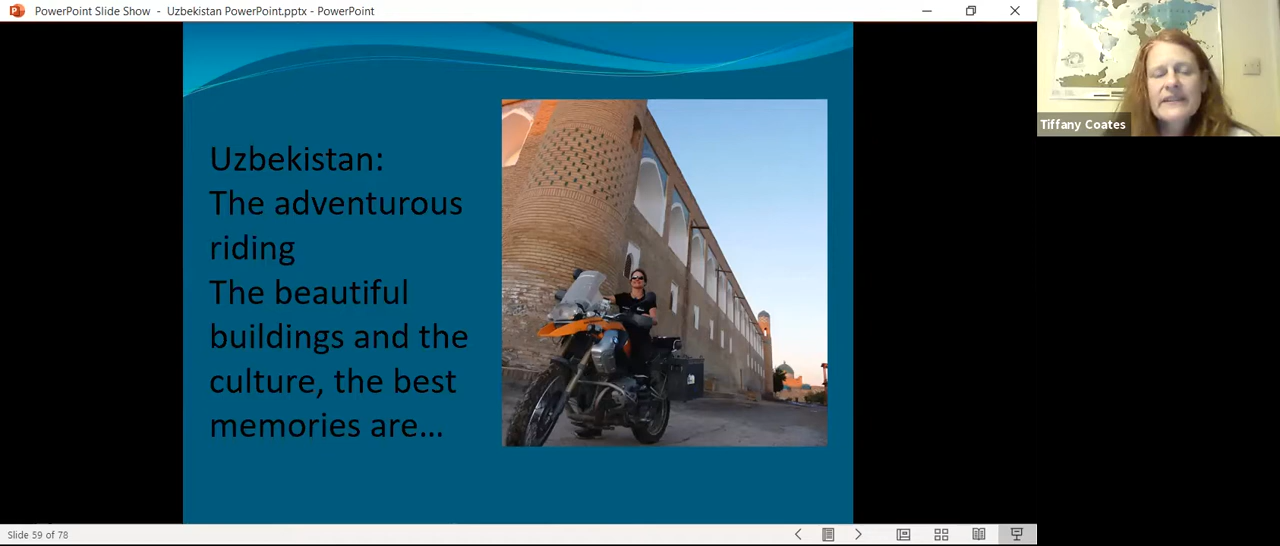 PowerPoint Slide Show - Uzbekistan PowerPoint.pptx - PowerPoint
Tiffany Coates
Uzbekistan:
The adventurous
riding
The beautiful
buildings and the
culture, the best
memories are...
Slide 59 of 78